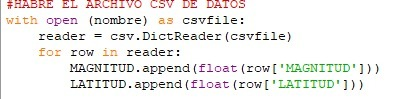 #HABRE EL ARCHIVO CSV DE DATOS
with open (nombre) as csvfile:
    reader = csv.DictReader(csvfile)
    for row in reader:
        MAGNITUD.append(float(row['MAGNITUD']))
        LATITUD.append(float(row['LATITUD']))